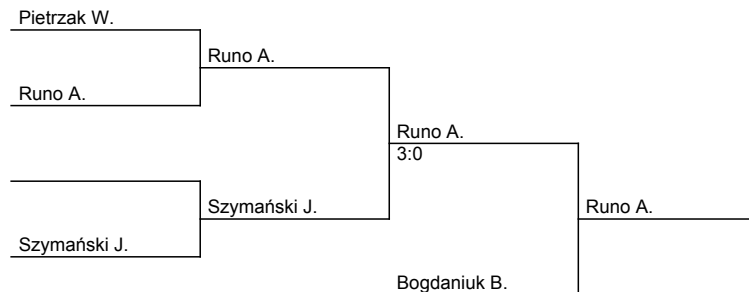 Pietrzak W.
Runo A.
Runo A.
Runo A.
3:0
Szymański J.
Runo A.
Szymański J.
Bogdaniuk B.